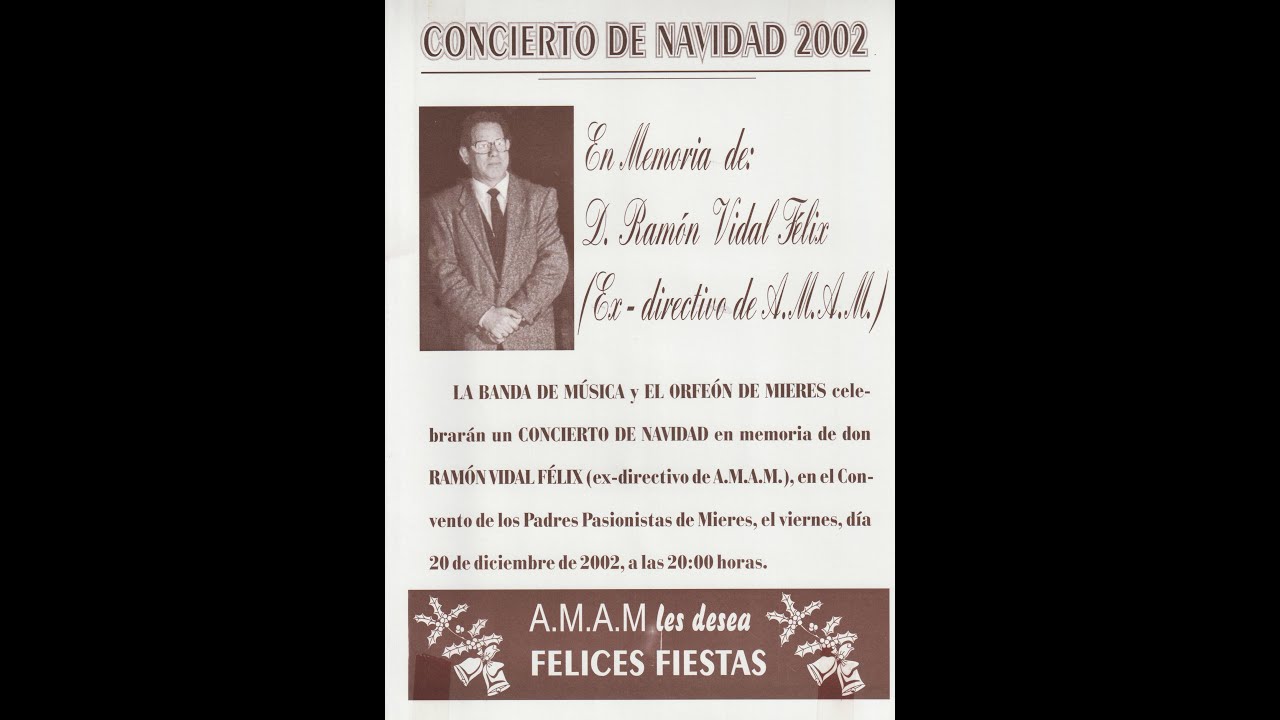 CONCIERTO DE NAVIDAD 2002
En Memoria de:
D. Ramón Vidal Félix
(Ex - directivo de A.M.A.M.)
LA BANDA DE MÚSICA y EL ORFEÓN DE MIERES cele-
brarán un CONCIERTO DE NAVIDAD en memoria de don
RAMÓN VIDAL FÉLIX (ex-directivo de A.M.A.M.), en el Con-
vento de los Padres Pasionistas de Mieres, el viernes, día
20 de diciembre de 2002, a las 20:00 horas.
A.M.A.M les desea
FELICES FIESTAS